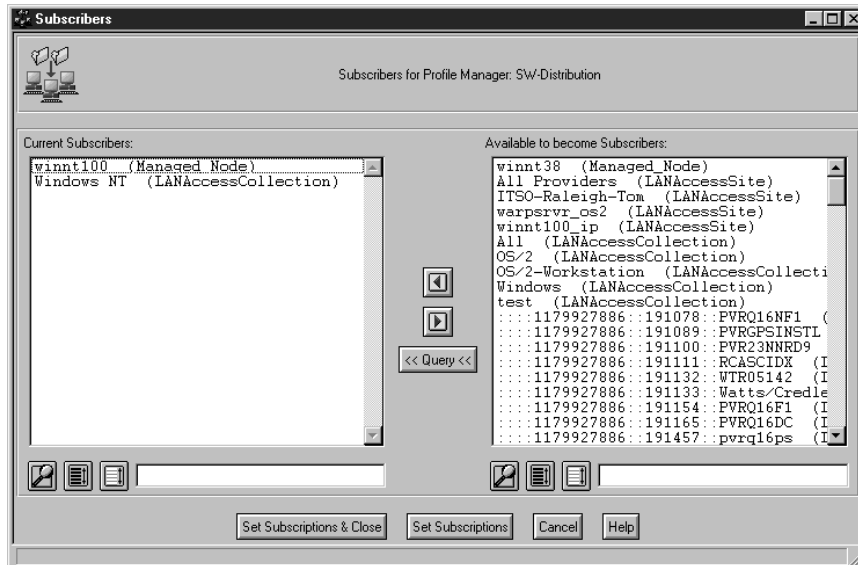 Subscribers
Subscribers for Profile Manager: SW-Distribution
Current Subscribers:
winnt100 (Managed_Node)
Windows NT (LANAccessCollection)
<< Query <<
Available to become Subscribers:
winnt38 (Managed_Node)
All Providers (LANAccessSite)
ITSO-Raleigh-Tom (LANAccessSite)
warpsrvr_os2 (LANAccessSite)
winnt100_ip (LANAccessSite)
All (LANAccessCollection)
OS/2 (LANAccessCollection)
OS/2-Workstation (LANAccessCollecti
Windows (LANAccessCollection)
test (LANAccessCollection)
::::1179927886::191078::PVRQ16NF1 (
::::1179927886::191089::PVRGPSINSTL
::::1179927886::191100::PVR23NNRD9
::::1179927886::191111::RCASCIDX (I
::::1179927886::191132::WTR05142 (I
::::1179927886::191133::Watts/Credle
::::1179927886::191154::PVRQ16F1 (I
::::1179927886::191165::PVRQ16DC (I
::::1179927886::191457::pvrq16ps (I
Set Subscriptions & Close
Set Subscriptions
Cancel
Help